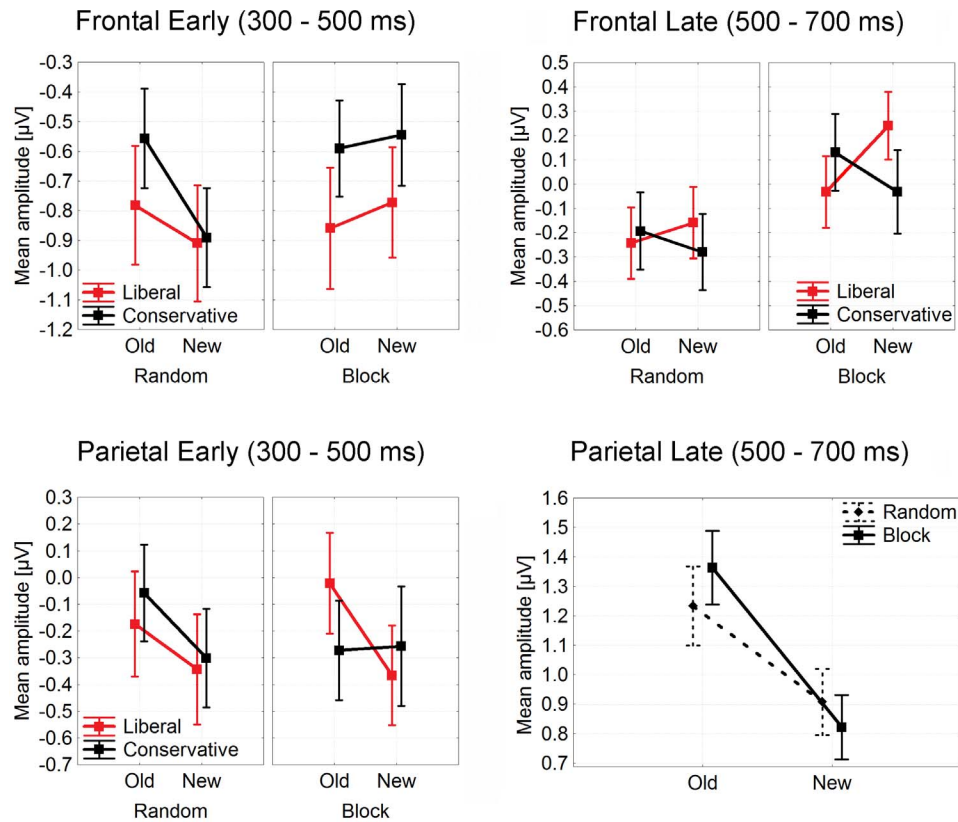 Frontal Early (300 - 500 ms)
Mean amplitude [µV]
-0.3
-0.4
-0.5
-0.6
-0.7
-0.8
-0.9
-1.0
-1.1
-1.2
Liberal
Conservative
Old New Old New
Random Block
Frontal Late (500 - 700 ms)
Mean amplitude [µV]
0.5
0.4
0.3
0.2
0.1
0.0
-0.1
-0.2
-0.3
-0.4
-0.5
-0.6
Liberal
Conservative
Old New Old New
Random Block
Parietal Early (300 - 500 ms)
Mean amplitude [µV]
0.3
0.2
0.1
0.0
-0.1
-0.2
-0.3
-0.4
-0.5
-0.6
-0.7
Liberal
Conservative
Old New Old New
Random Block
Parietal Late (500 - 700 ms)
Mean amplitude [µV]
1.6
1.5
1.4
1.3
1.2
1.1
1.0
0.9
0.8
0.7
Random
Block
Old New